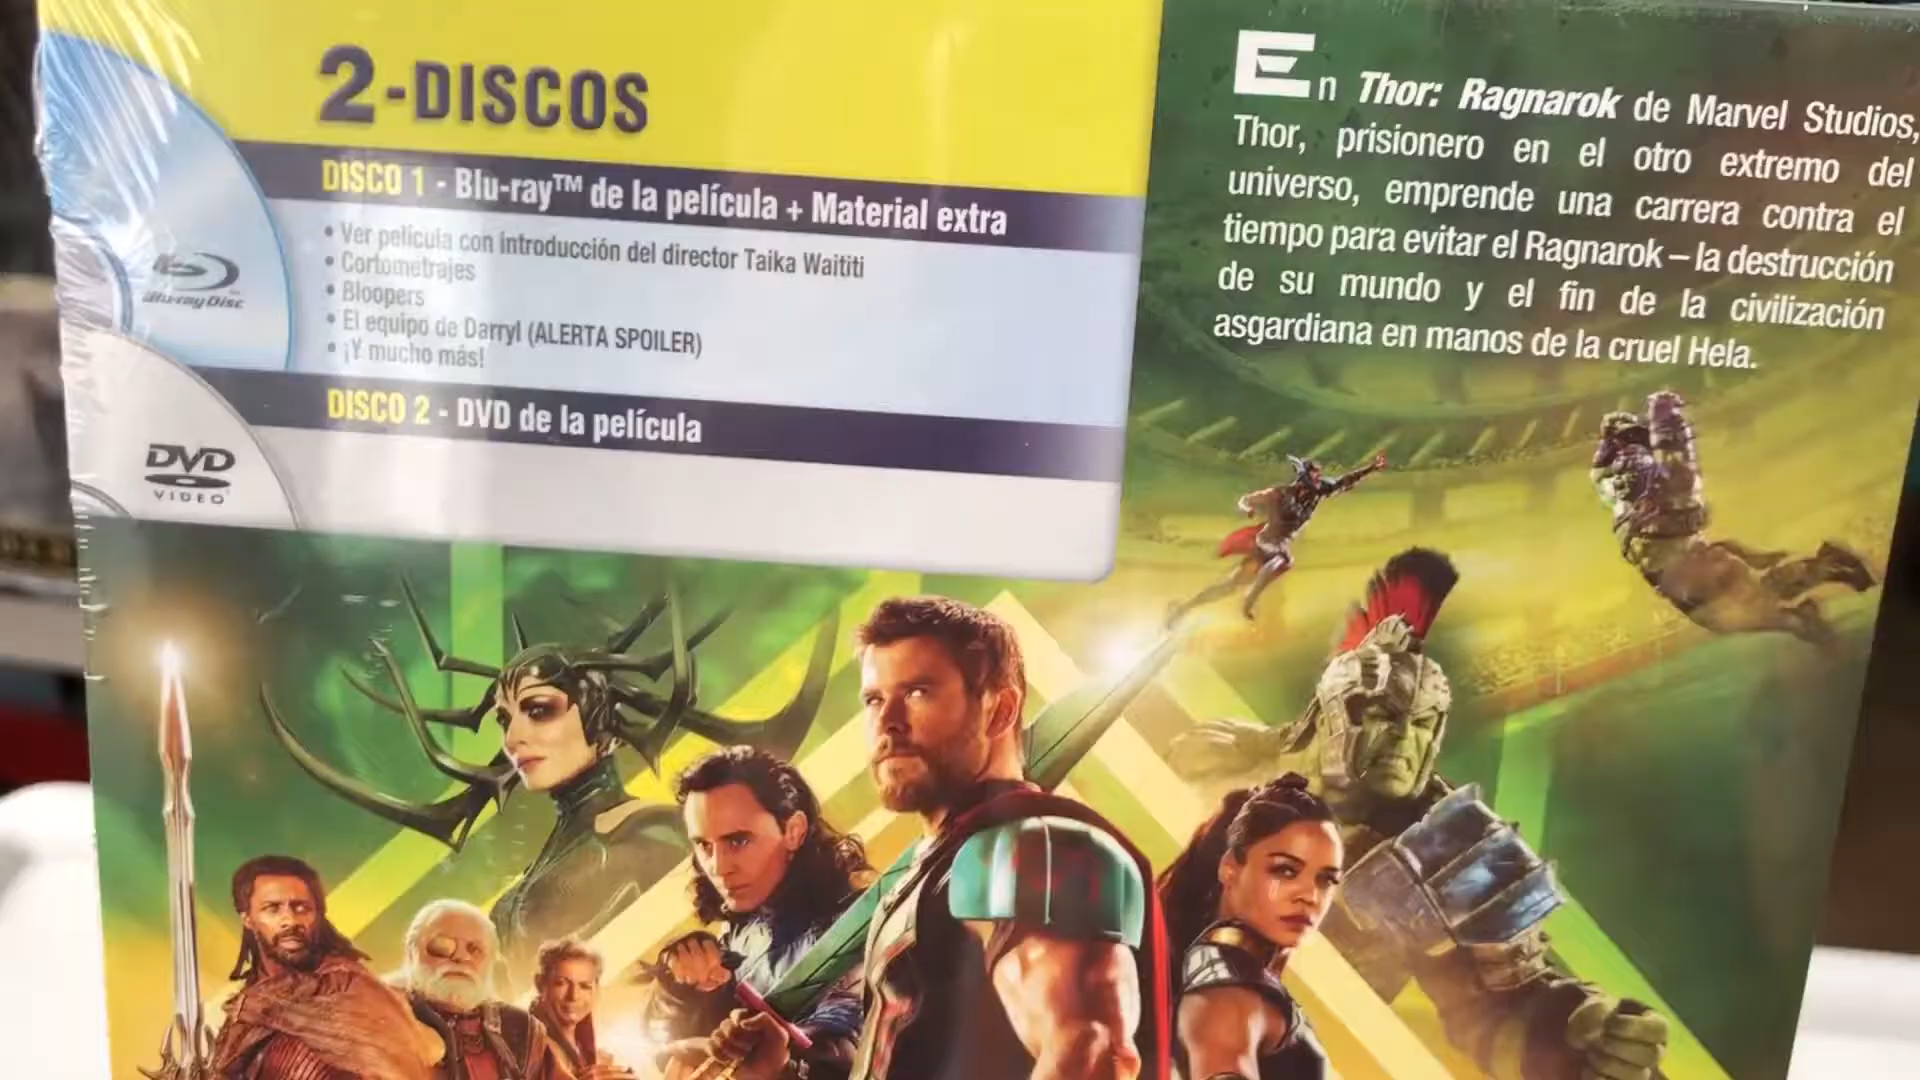 2-DISCOS
DISCO 1 - Blu-ray™ de la película + Material extra
• Ver película con introducción del director Taika Waititi
• Cortometrajes
• Bloopers
• El equipo de Darryl (ALERTA SPOILER)
• ¡Y mucho más!
Blu-ray Disc
DISCO 2 - DVD de la película
DVD
VIDEO
En Thor: Ragnarok de Marvel Studios,
Thor, prisionero en el otro extremo del
universo, emprende una carrera contra el
tiempo para evitar el Ragnarok – la destrucción
de su mundo y el fin de la civilización
asgardiana en manos de la cruel Hela.